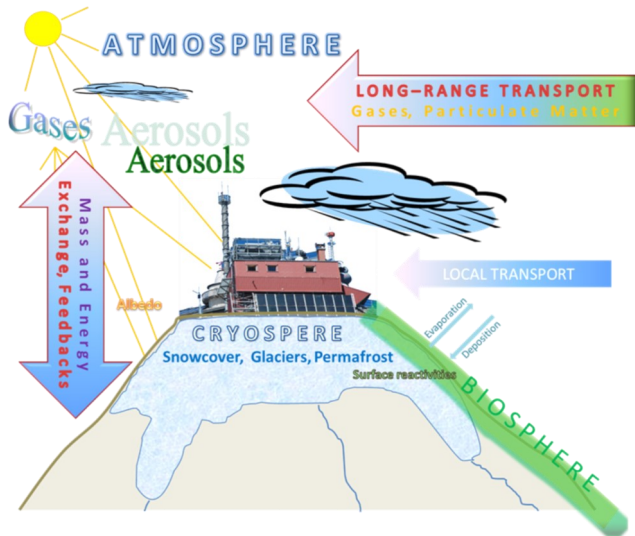 ATMOSPHERE
LONG–RANGE TRANSPORT
Gases, Particulate Matter
Gases
Aerosols
Aerosols
Mass and Energy
Exchange, Feedbacks
LOCAL TRANSPORT
Albedo
Evaporation
Deposition
CRYOSPERE
Snowcover, Glaciers, Permafrost
Surface reactivities
BIOSPHERE